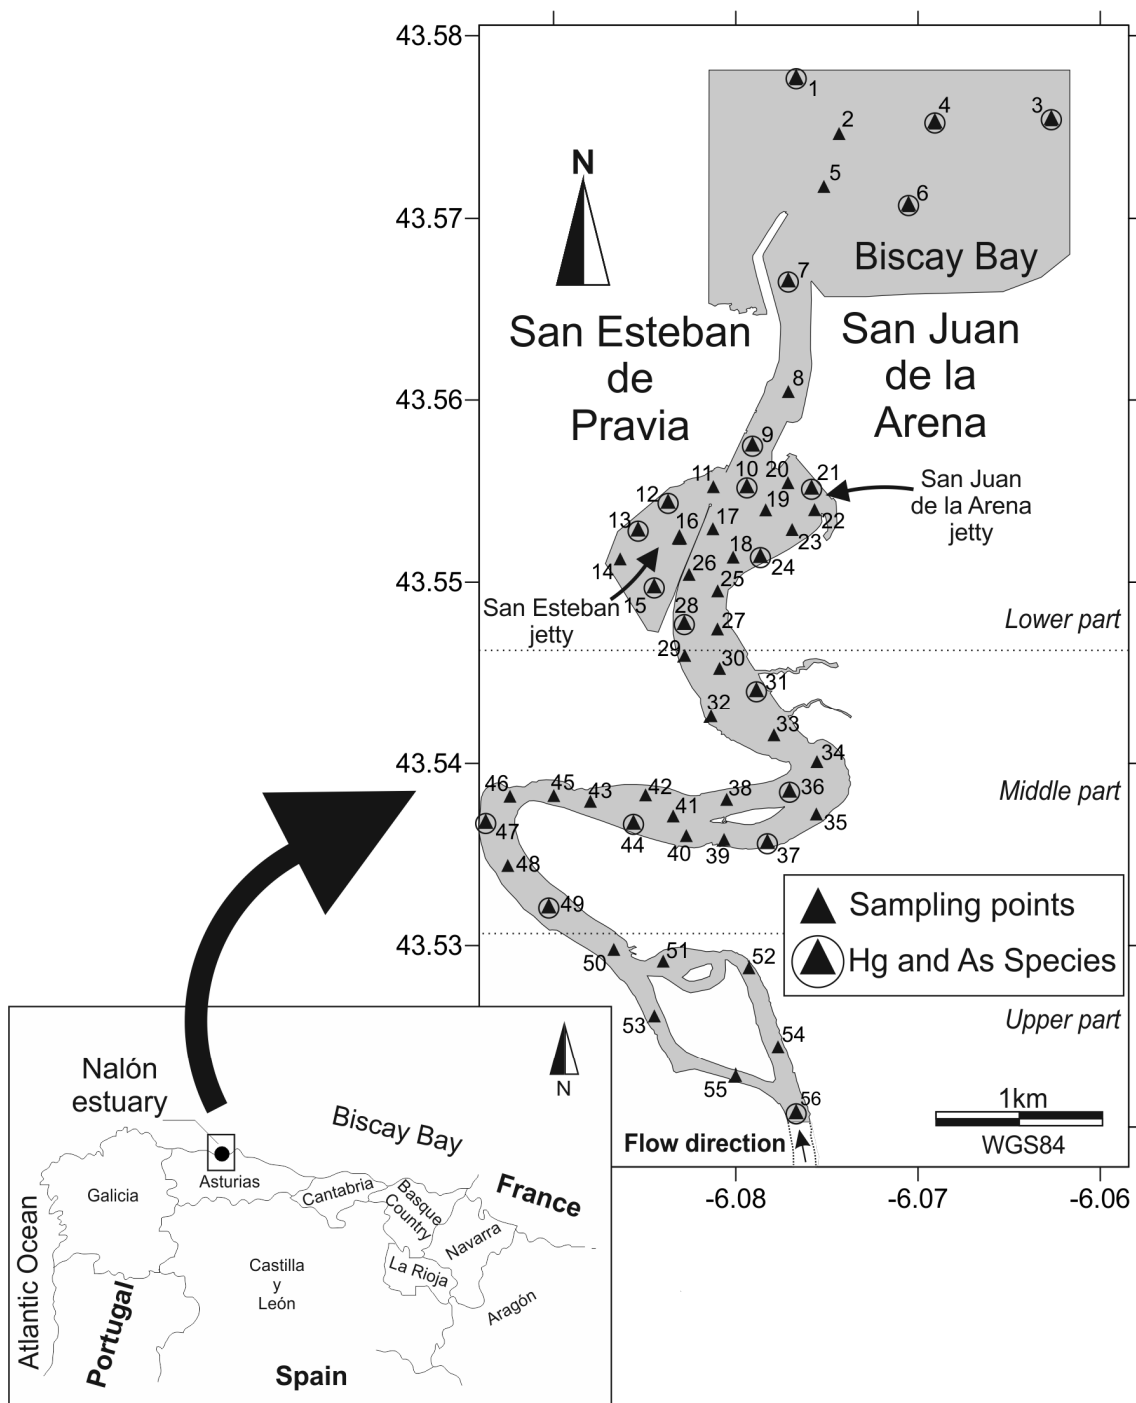 43.58
43.57
43.56
43.55
43.54
43.53
-6.08
-6.07
-6.06
N
1
2
3
4
5
6
Biscay Bay
7
San Esteban
de
Pravia
San Juan
de la
Arena
8
9
10
11
12
13
14
15
16
17
18
19
20
21
22
23
24
25
26
27
28
San Juan
de la Arena
jetty
San Esteban
jetty
Lower part
29
30
31
32
33
34
35
36
37
38
39
40
41
42
43
44
45
46
47
48
49
Middle part
Sampling points
Hg and As Species
50
51
52
53
54
55
56
Upper part
1km
WGS84
Flow direction
N
Nalón
estuary
Biscay Bay
Galicia
Asturias
Cantabria
Basque
Country
France
Navarra
La Rioja
Castilla
y
León
Aragón
Atlantic Ocean
Portugal
Spain